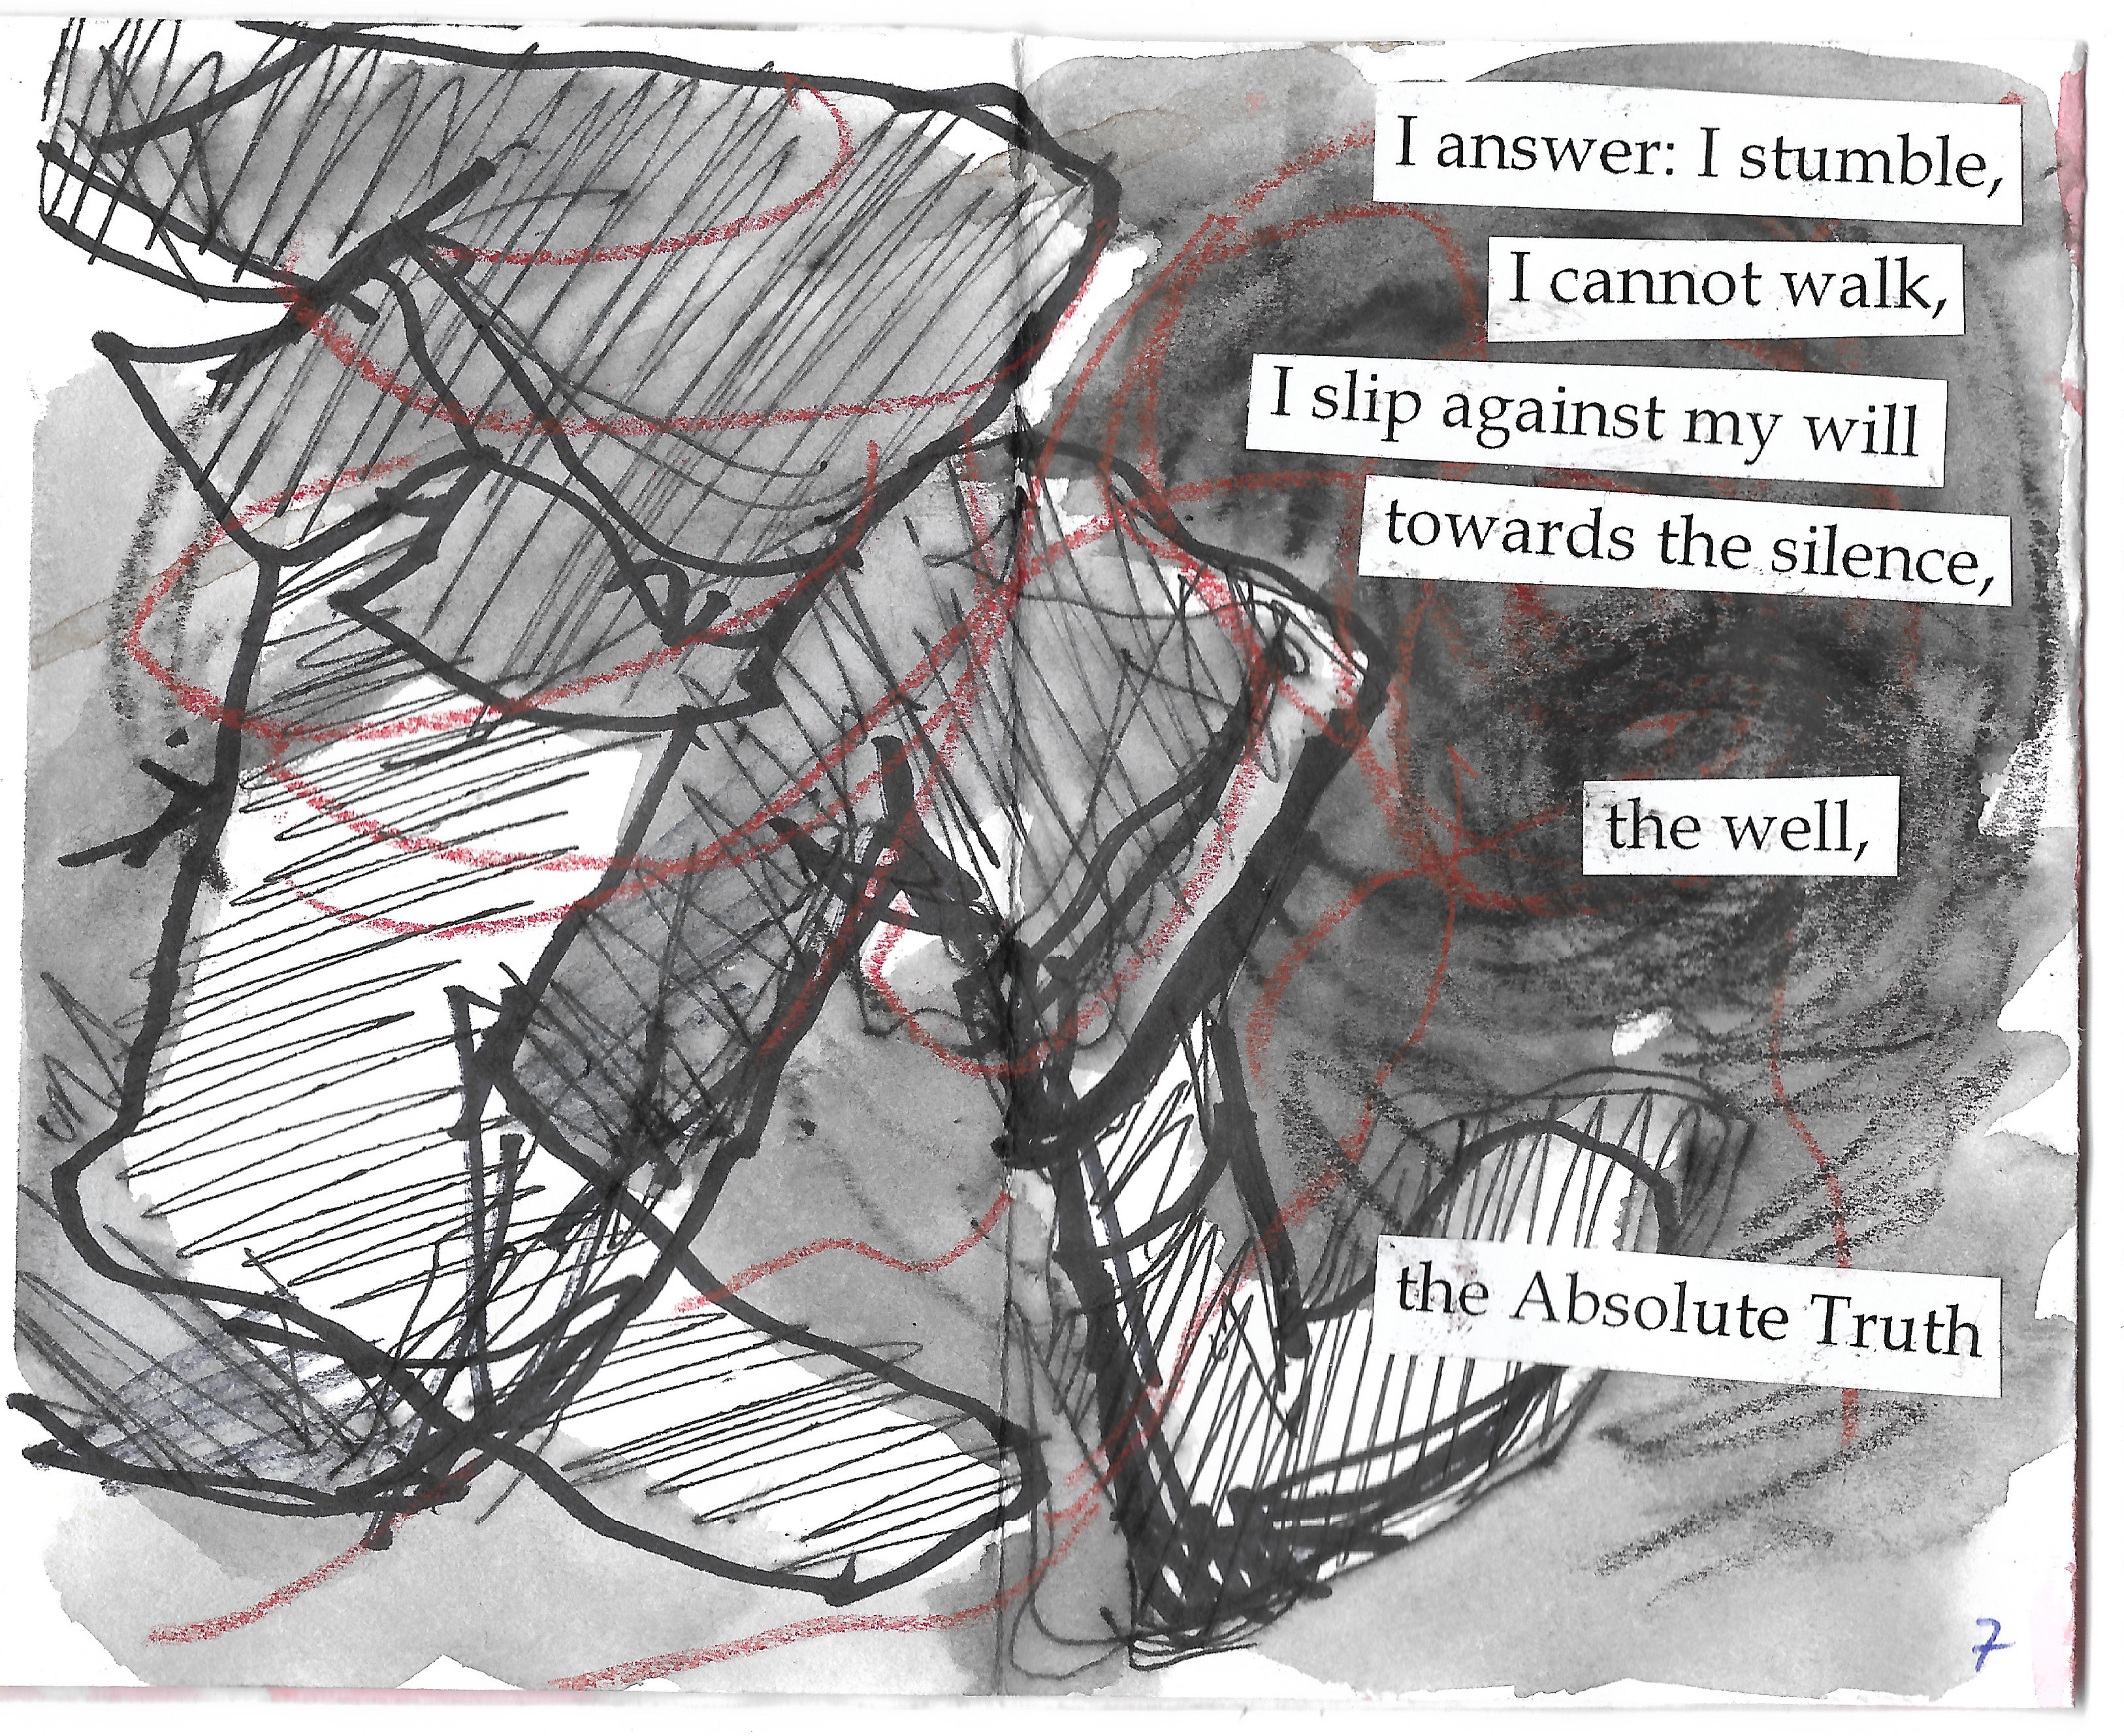 I answer: I stumble,
I cannot walk,
I slip against my will
towards the silence,
the well,
the Absolute Truth
7